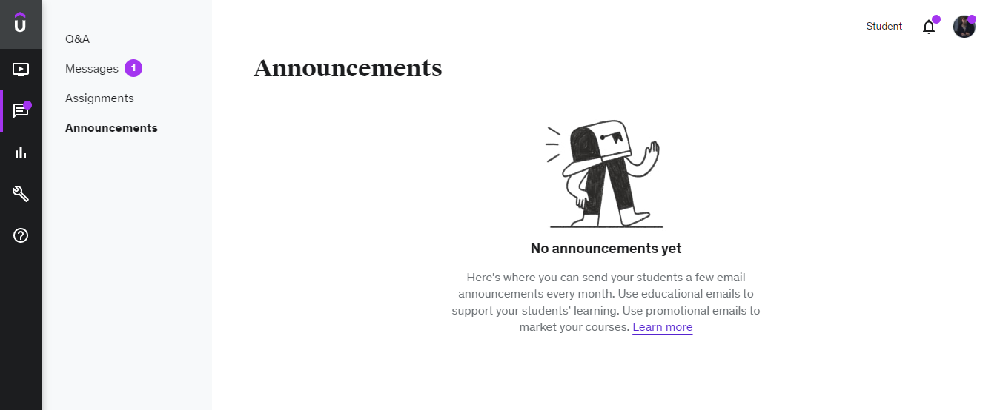 Q&A
Messages 1
Assignments
Announcements
Student
Announcements
No announcements yet
Here’s where you can send your students a few email
announcements every month. Use educational emails to
support your students’ learning. Use promotional emails to
market your courses. Learn more